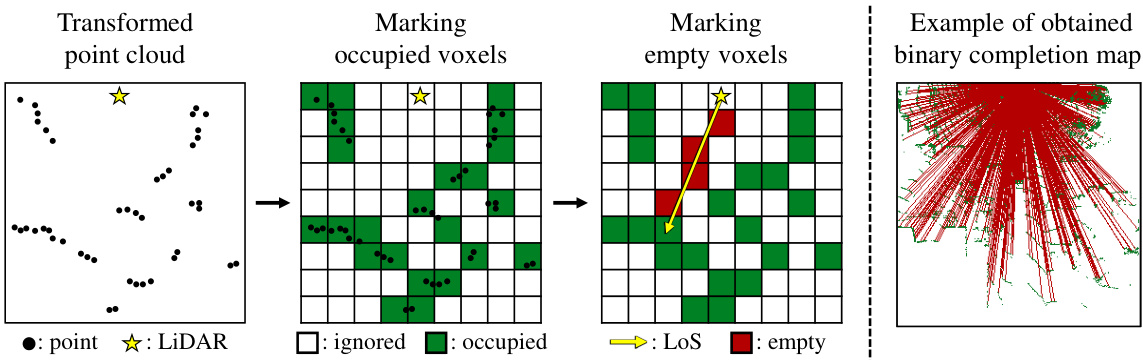 Transformed
point cloud
Marking
occupied voxels
Marking
empty voxels
Example of obtained
binary completion map
: point : LiDAR
: ignored : occupied
: LoS : empty